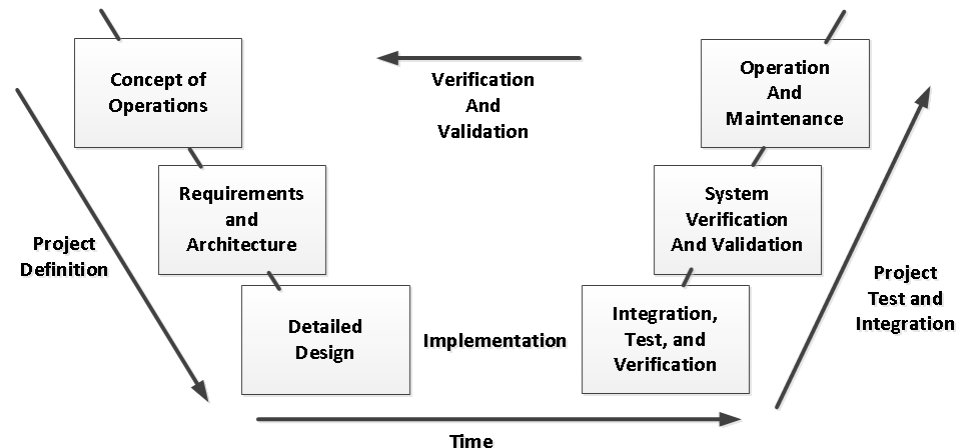 Concept of
Operations
Verification
And
Validation
Operation
And
Maintenance
Requirements
and
Architecture
System
Verification
And Validation
Project
Definition
Project
Test and
Integration
Detailed
Design
Implementation
Integration,
Test, and
Verification
Time